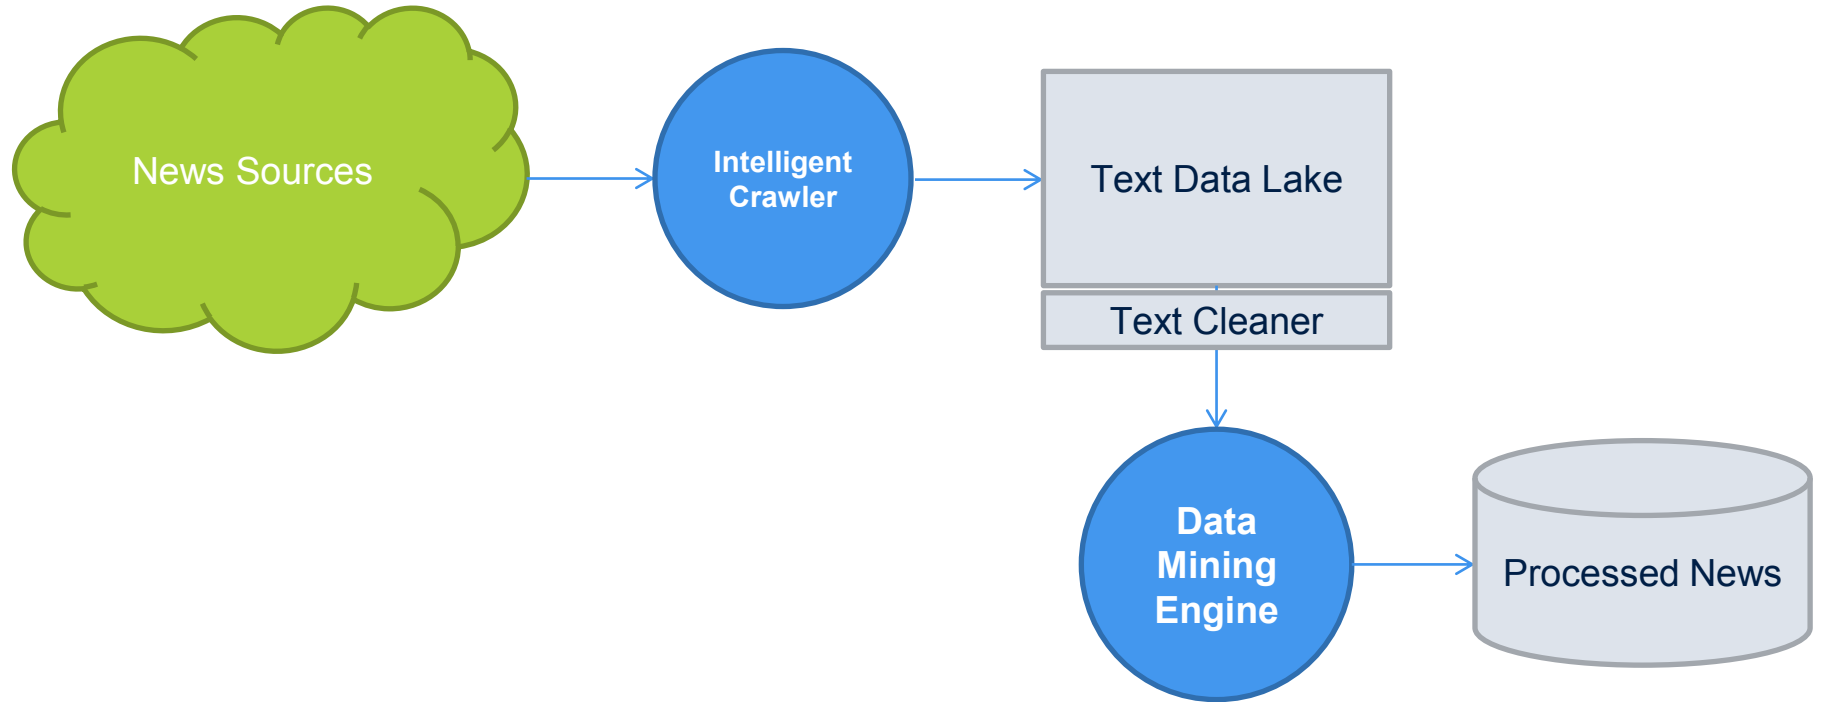 News Sources
Intelligent
Crawler
Text Data Lake
Text Cleaner
Data
Mining
Engine
Processed News